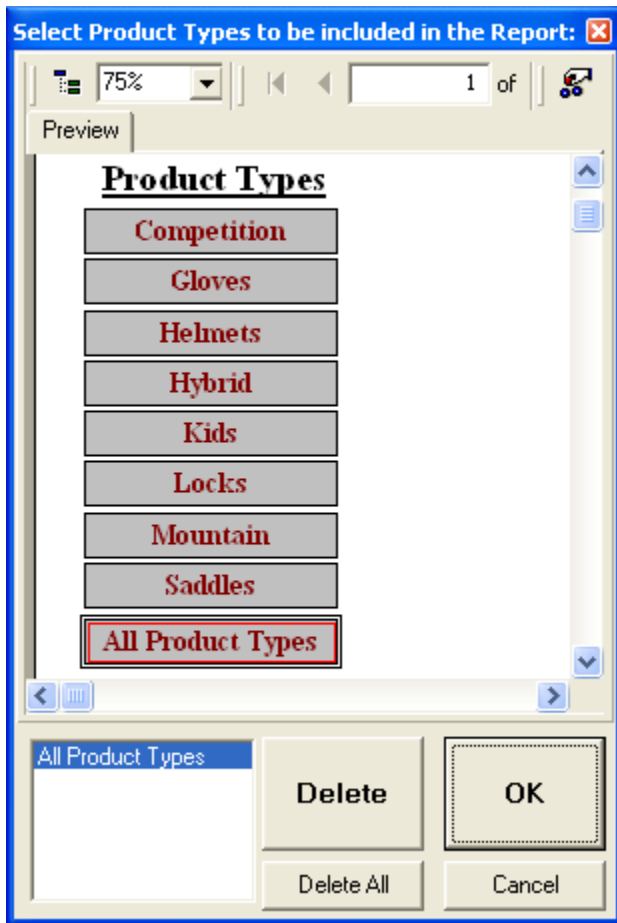 Select Product Types to be included in the Report:
75% 1 of
Preview
Product Types
Competition
Gloves
Helmets
Hybrid
Kids
Locks
Mountain
Saddles
All Product Types
All Product Types
Delete OK
Delete All Cancel